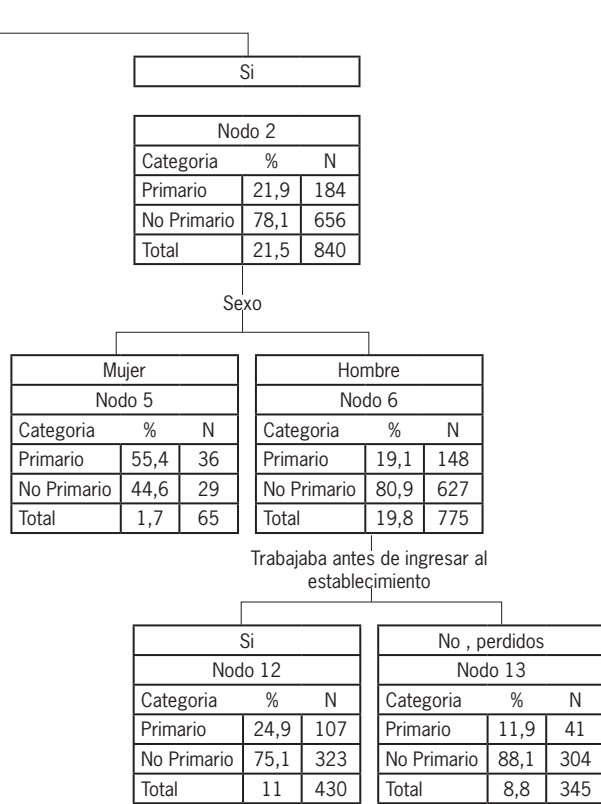 Si
Nodo 2
Categoria % N
Primario 21,9 184
No Primario 78,1 656
Total 21,5 840
Sexo
Mujer
Nodo 5
Categoria % N
Primario 55,4 36
No Primario 44,6 29
Total 1,7 65
Hombre
Nodo 6
Categoria % N
Primario 19,1 148
No Primario 80,9 627
Total 19,8 775
Trabajaba antes de ingresar al
establecimiento
Si
Nodo 12
Categoria % N
Primario 24,9 107
No Primario 75,1 323
Total 11 430
No , perdidos
Nodo 13
Categoria % N
Primario 11,9 41
No Primario 88,1 304
Total 8,8 345